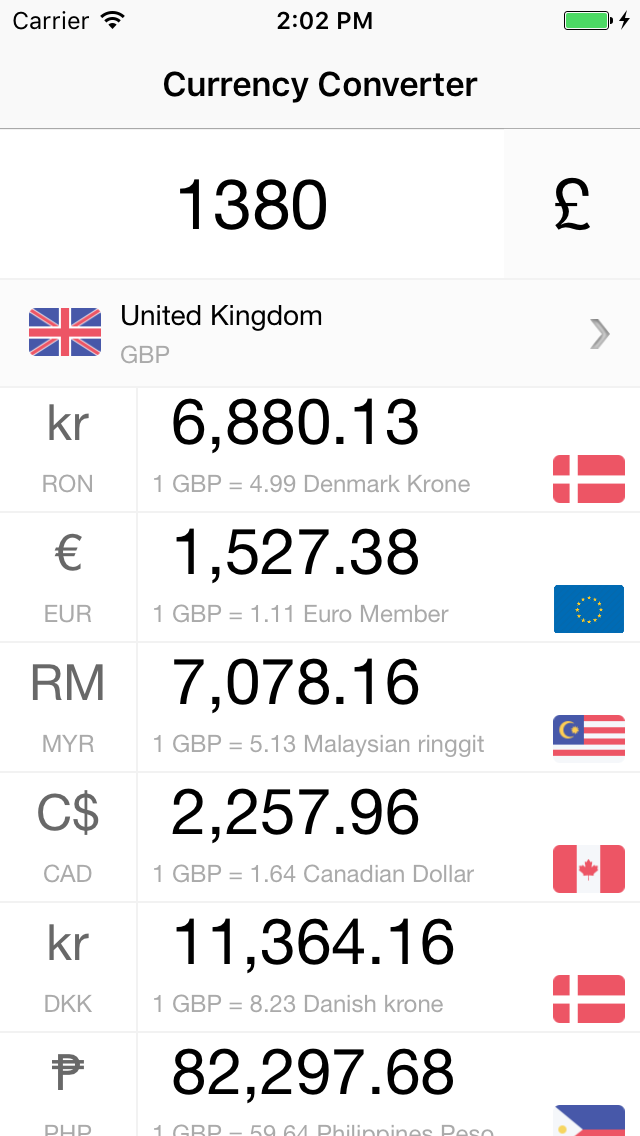 Carrier 2:02 PM
Currency Converter
1380 £
United Kingdom
GBP
kr 6,880.13
RON 1 GBP = 4.99 Denmark Krone
€ 1,527.38
EUR 1 GBP = 1.11 Euro Member
RM 7,078.16
MYR 1 GBP = 5.13 Malaysian ringgit
C$ 2,257.96
CAD 1 GBP = 1.64 Canadian Dollar
kr 11,364.16
DKK 1 GBP = 8.23 Danish krone
₱ 82,297.68
PHP 1 GBP = 59.64 Philippines Peso